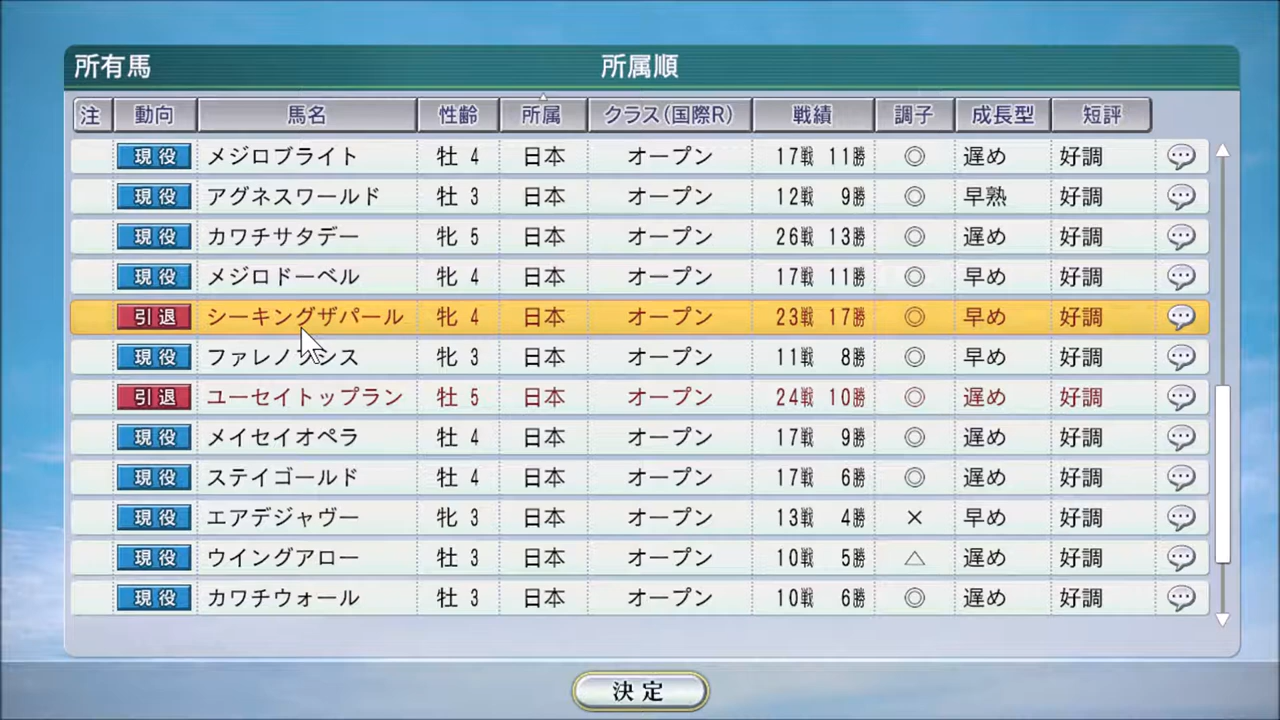 所有馬 所属順
注 動向 馬名 性齢 所属 クラス(国際R) 戦績 調子 成長型 短評
現役 メジロブライト 牡 4 日本 オープン 17戦 11勝 ◎ 遅め 好調
現役 アグネスワールド 牡 3 日本 オープン 12戦 9勝 ◎ 早熟 好調
現役 カワチサタデー 牝 5 日本 オープン 26戦 13勝 ◎ 遅め 好調
現役 メジロドーベル 牝 4 日本 オープン 17戦 11勝 ◎ 早め 好調
引退 シーキングザパール 牝 4 日本 オープン 23戦 17勝 ◎ 早め 好調
現役 ファレノプシス 牝 3 日本 オープン 11戦 8勝 ◎ 早め 好調
引退 ユーセイトップラン 牡 5 日本 オープン 24戦 10勝 ◎ 遅め 好調
現役 メイセイオペラ 牡 4 日本 オープン 17戦 9勝 ◎ 遅め 好調
現役 ステイゴールド 牡 4 日本 オープン 17戦 6勝 ◎ 遅め 好調
現役 エアデジャヴー 牝 3 日本 オープン 13戦 4勝 × 早め 好調
現役 ウイングアロー 牡 3 日本 オープン 10戦 5勝 △ 遅め 好調
現役 カワチウォール 牡 3 日本 オープン 10戦 6勝 ◎ 遅め 好調
決定